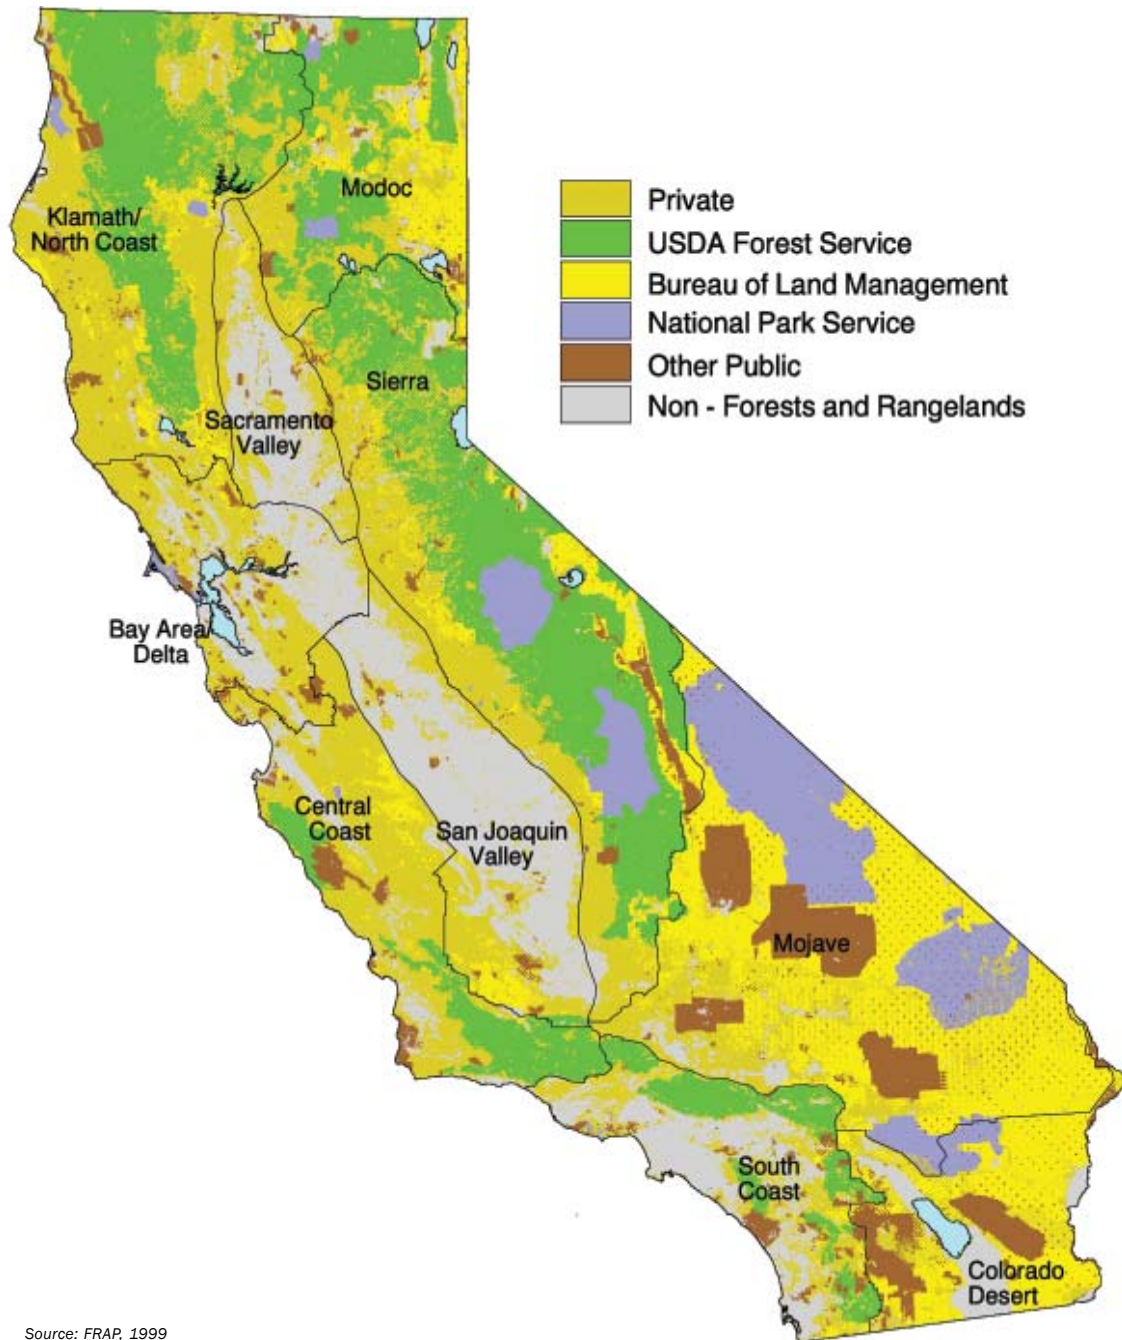 Klamath/
North Coast
Modoc
Private
USDA Forest Service
Bureau of Land Management
National Park Service
Other Public
Non - Forests and Rangelands
Sierra
Sacramento
Valley
Bay Area/
Delta
Central
Coast
San Joaquin
Valley
Mojave
South
Coast
Colorado
Desert
Source: FRAP, 1999